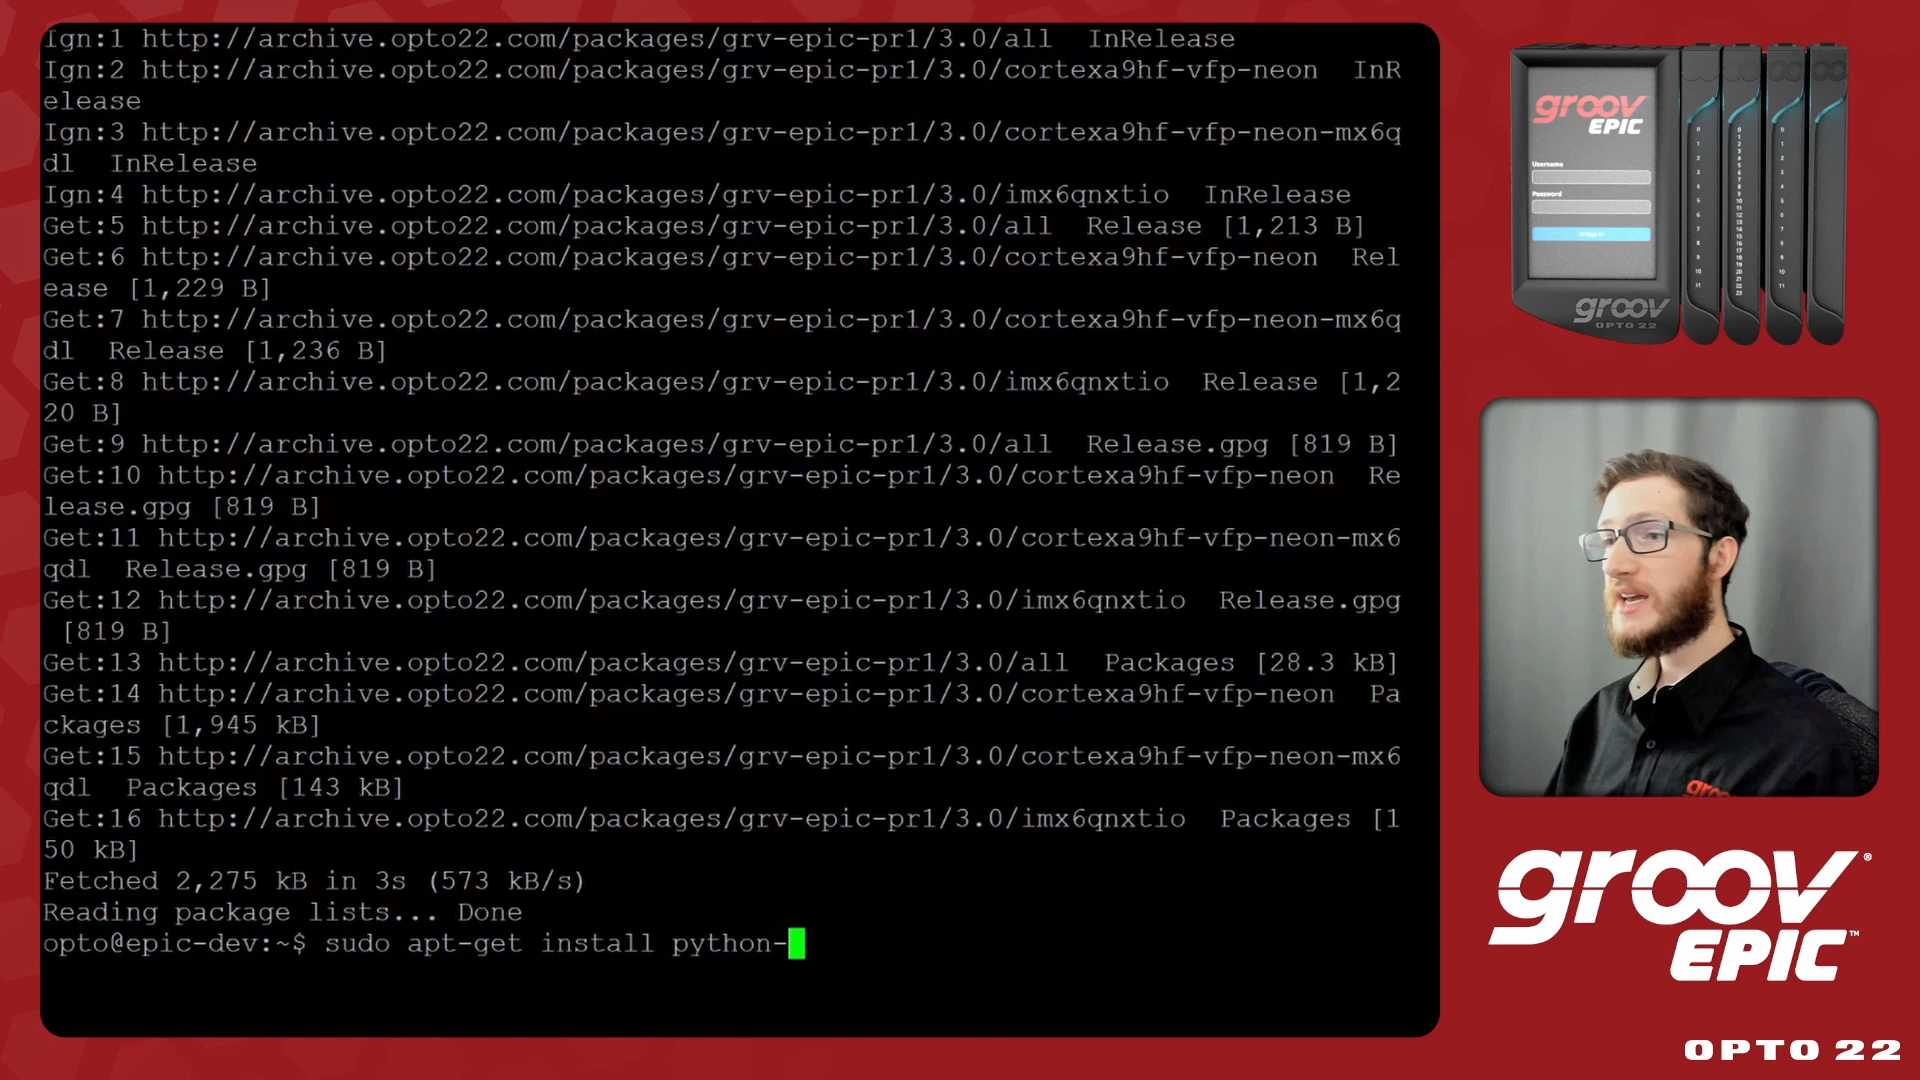 Ign:1 http://archive.opto22.com/packages/grv-epic-pr1/3.0/all  InRelease
Ign:2 http://archive.opto22.com/packages/grv-epic-pr1/3.0/cortexa9hf-vfp-neon  InR
elease
Ign:3 http://archive.opto22.com/packages/grv-epic-pr1/3.0/cortexa9hf-vfp-neon-mx6q
dl  InRelease
Ign:4 http://archive.opto22.com/packages/grv-epic-pr1/3.0/imx6qnxtio  InRelease
Get:5 http://archive.opto22.com/packages/grv-epic-pr1/3.0/all  Release [1,213 B]
Get:6 http://archive.opto22.com/packages/grv-epic-pr1/3.0/cortexa9hf-vfp-neon  Rel
ease [1,229 B]
Get:7 http://archive.opto22.com/packages/grv-epic-pr1/3.0/cortexa9hf-vfp-neon-mx6q
dl  Release [1,236 B]
Get:8 http://archive.opto22.com/packages/grv-epic-pr1/3.0/imx6qnxtio  Release [1,2
20 B]
Get:9 http://archive.opto22.com/packages/grv-epic-pr1/3.0/all  Release.gpg [819 B]
Get:10 http://archive.opto22.com/packages/grv-epic-pr1/3.0/cortexa9hf-vfp-neon  Re
lease.gpg [819 B]
Get:11 http://archive.opto22.com/packages/grv-epic-pr1/3.0/cortexa9hf-vfp-neon-mx6
qdl  Release.gpg [819 B]
Get:12 http://archive.opto22.com/packages/grv-epic-pr1/3.0/imx6qnxtio  Release.gpg
 [819 B]
Get:13 http://archive.opto22.com/packages/grv-epic-pr1/3.0/all  Packages [28.3 kB]
Get:14 http://archive.opto22.com/packages/grv-epic-pr1/3.0/cortexa9hf-vfp-neon  Pa
ckages [1,945 kB]
Get:15 http://archive.opto22.com/packages/grv-epic-pr1/3.0/cortexa9hf-vfp-neon-mx6
qdl  Packages [143 kB]
Get:16 http://archive.opto22.com/packages/grv-epic-pr1/3.0/imx6qnxtio  Packages [1
50 kB]
Fetched 2,275 kB in 3s (573 kB/s)
Reading package lists... Done
opto@epic-dev:~$ sudo apt-get install python-
groov
EPIC
Username
Password
groov
OPTO 22
groov
groov®
EPIC™
OPTO 22